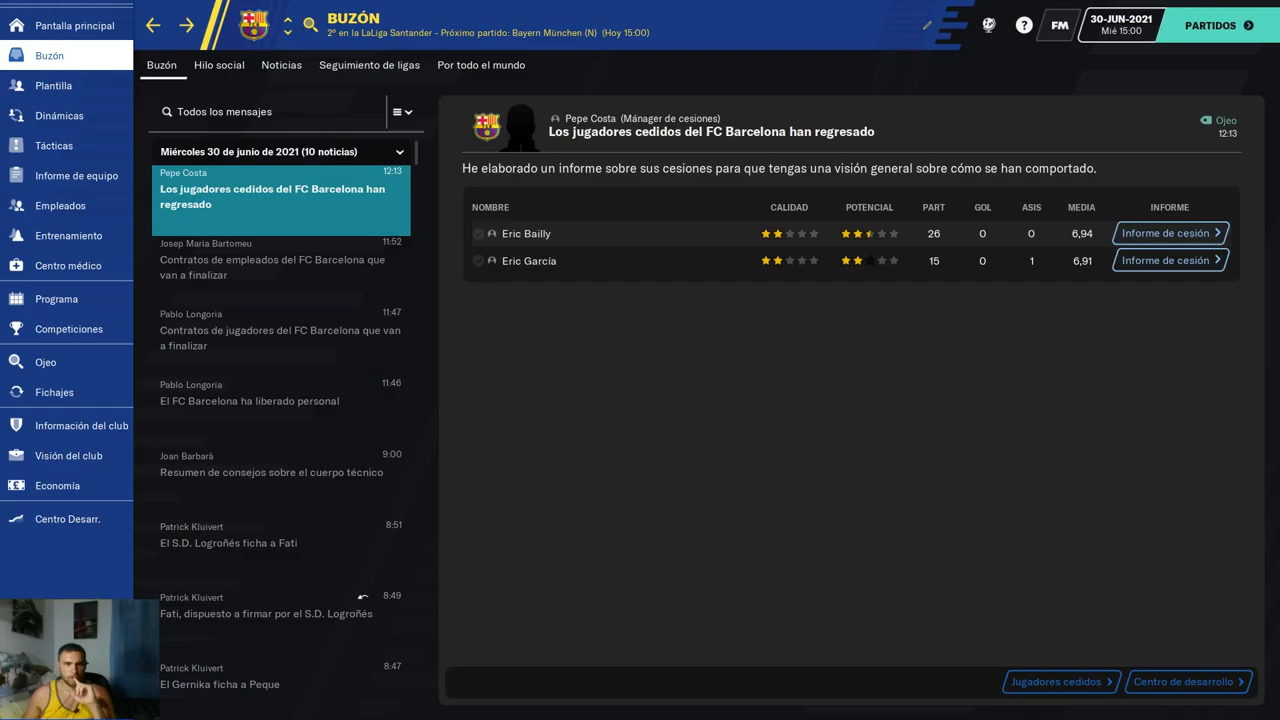 Pantalla principal
Buzón
Plantilla
Dinámicas
Tácticas
Informe de equipo
Empleados
Entrenamiento
Centro médico
Programa
Competiciones
Ojeo
Fichajes
Información del club
Visión del club
Economía
Centro Desarr.
BUZÓN
2º en la LaLiga Santander - Próximo partido: Bayern München (N) (Hoy 15:00)
FM
30-JUN-2021
Mié 15:00
PARTIDOS
Buzón Hilo social Noticias Seguimiento de ligas Por todo el mundo
Todos los mensajes
Miércoles 30 de junio de 2021 (10 noticias)
Pepe Costa 12:13
Los jugadores cedidos del FC Barcelona han
regresado
Josep Maria Bartomeu 11:52
Contratos de empleados del FC Barcelona que
van a finalizar
Pablo Longoria 11:47
Contratos de jugadores del FC Barcelona que van
a finalizar
Pablo Longoria 11:46
El FC Barcelona ha liberado personal
Joan Barbarà 9:00
Resumen de consejos sobre el cuerpo técnico
Patrick Kluivert 8:51
El S.D. Logroñés ficha a Fati
Patrick Kluivert 8:49
Fati, dispuesto a firmar por el S.D. Logroñés
Patrick Kluivert 8:47
El Gernika ficha a Peque
Pepe Costa (Mánager de cesiones)
Los jugadores cedidos del FC Barcelona han regresado
Ojeo
12:13
He elaborado un informe sobre sus cesiones para que tengas una visión general sobre cómo se han comportado.
NOMBRE CALIDAD POTENCIAL PART GOL ASIS MEDIA INFORME
Eric Bailly 26 0 0 6,94 Informe de cesión
Eric García 15 0 1 6,91 Informe de cesión
Jugadores cedidos Centro de desarrollo